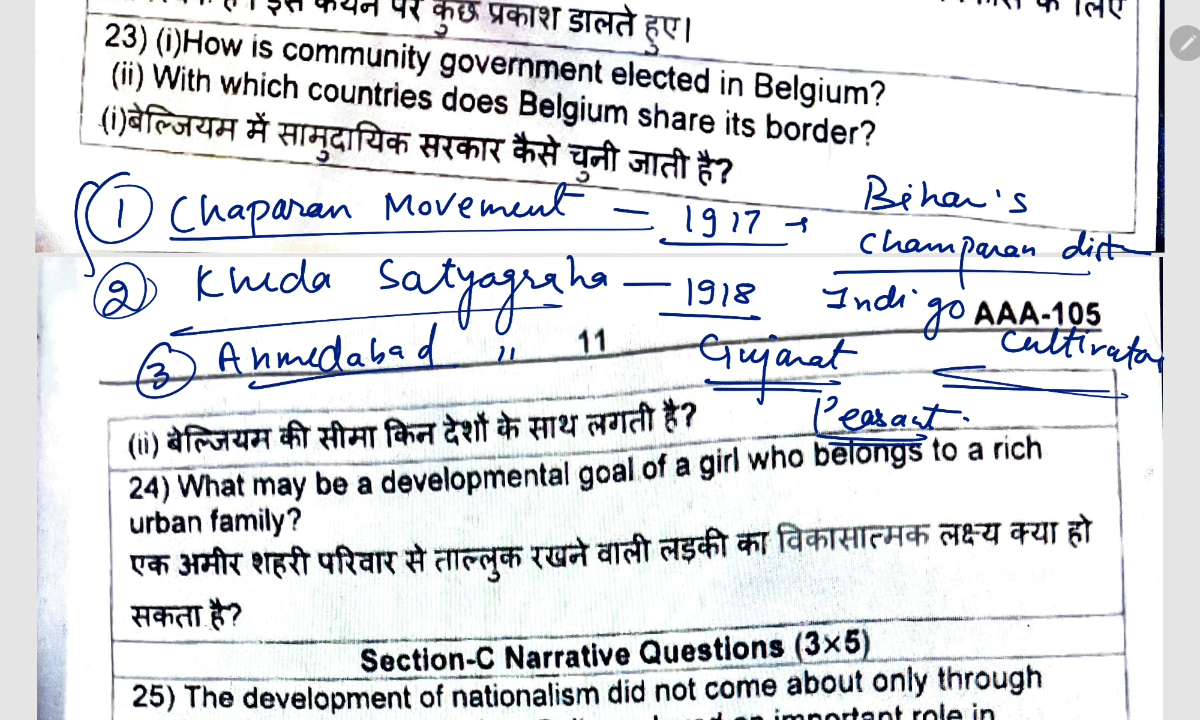 कुछ प्रकाश डालते हुए।
23) (i)How is community government elected in Belgium?
(ii) With which countries does Belgium share its border?
(i)बेल्जियम में सामुदायिक सरकार कैसे चुनी जाती है?
① Chaparan Movement — 1917 → Bihar's
Champaran dist
② Kheda Satyagraha — 1918 Indigo
AAA-105
③ Ahmedabad " 11 Gujarat Cultivator
Peasant.
(ii) बेल्जियम की सीमा किन देशों के साथ लगती है?
24) What may be a developmental goal of a girl who belongs to a rich
urban family?
एक अमीर शहरी परिवार से ताल्लुक रखने वाली लड़की का विकासात्मक लक्ष्य क्या हो
सकता है?
Section-C Narrative Questions (3×5)
25) The development of nationalism did not come about only through
important role in